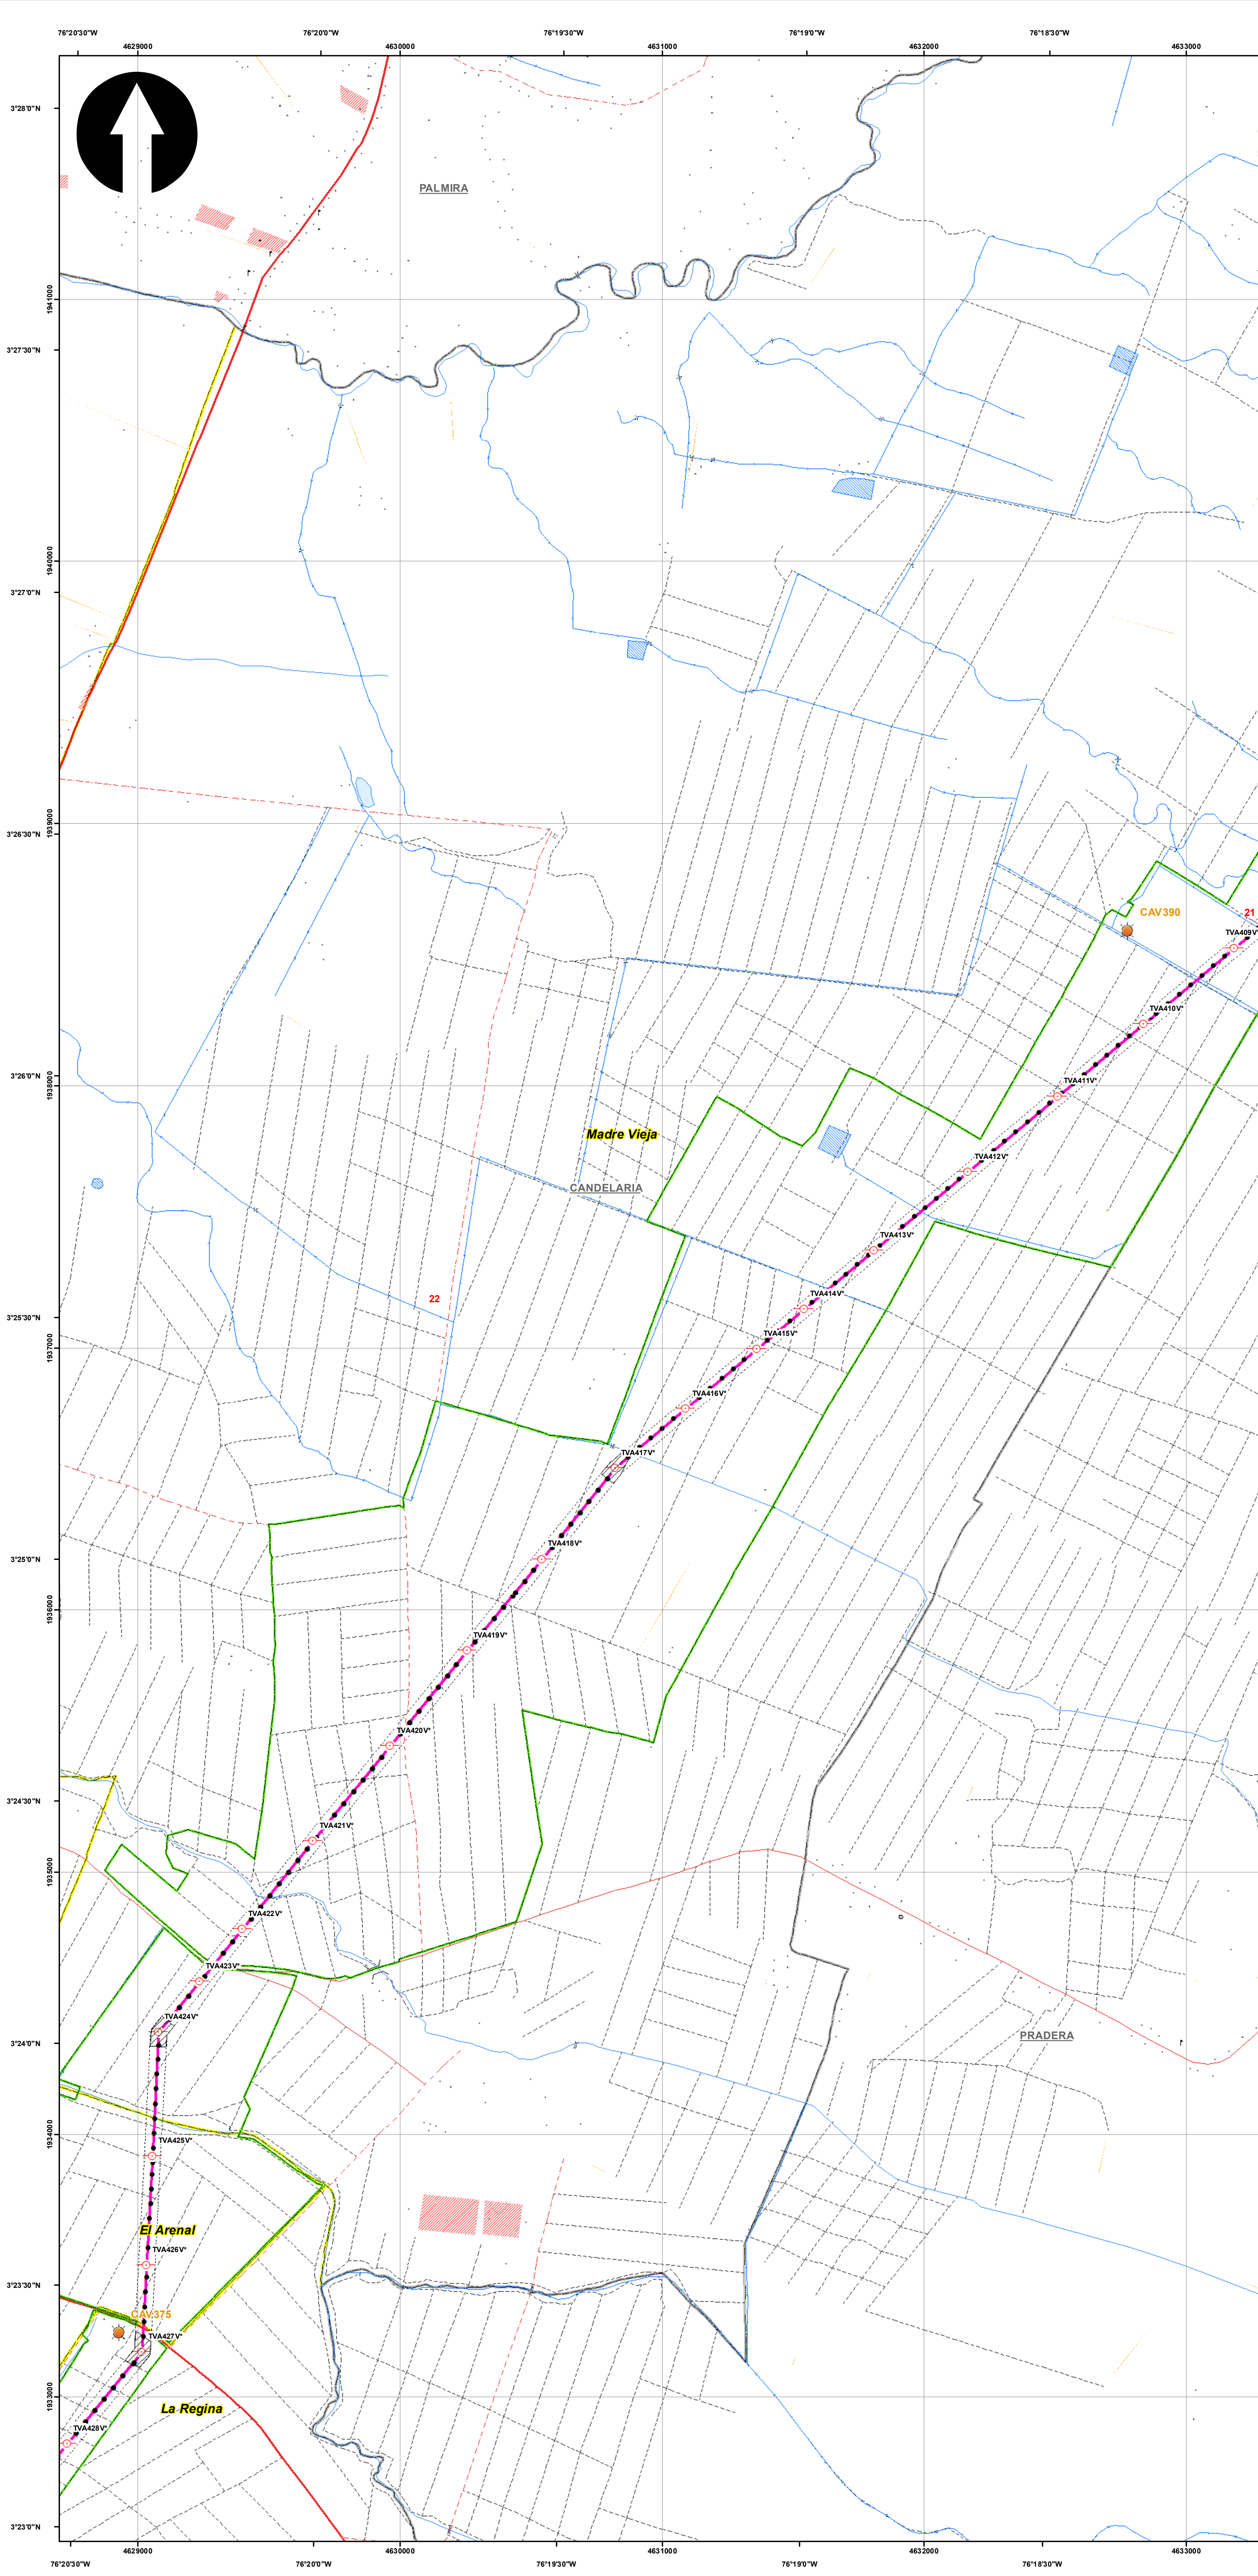 76°20'30"W 76°20'0"W 76°19'30"W 76°19'0"W 76°18'30"W
4629000 4630000 4631000 4632000 4633000
3°28'0"N
PALMIRA
1941000
3°27'30"N
1940000
3°27'0"N
1939000
3°26'30"N
CAV390
21
TVA409V*
TVA410V*
3°26'0"N
1938000
TVA411V*
Madre Vieja
TVA412V*
CANDELARIA
TVA413V*
22
TVA414V*
3°25'30"N
TVA415V*
1937000
TVA416V*
TVA417V*
TVA418V*
3°25'0"N
1936000
TVA419V*
TVA420V*
3°24'30"N
TVA421V*
1935000
TVA422V*
TVA423V*
TVA424V*
PRADERA
3°24'0"N
1934000
TVA425V*
El Arenal
TVA426V*
3°23'30"N
CAV375
TVA427V*
1933000
La Regina
TVA428V*
3°23'0"N
4629000 4630000 4631000 4632000 4633000
76°20'30"W 76°20'0"W 76°19'30"W 76°19'0"W 76°18'30"W